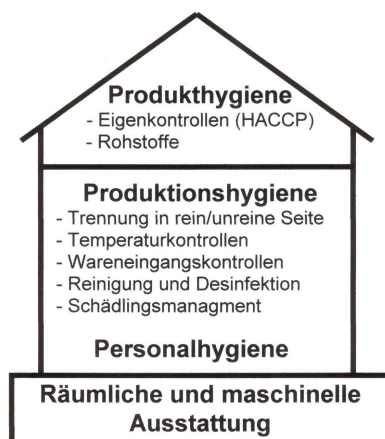 Produkthygiene
- Eigenkontrollen (HACCP)
- Rohstoffe
Produktionshygiene
- Trennung in rein/unreine Seite
- Temperaturkontrollen
- Wareneingangskontrollen
- Reinigung und Desinfektion
- Schädlingsmanagment
Personalhygiene
Räumliche und maschinelle
Ausstattung